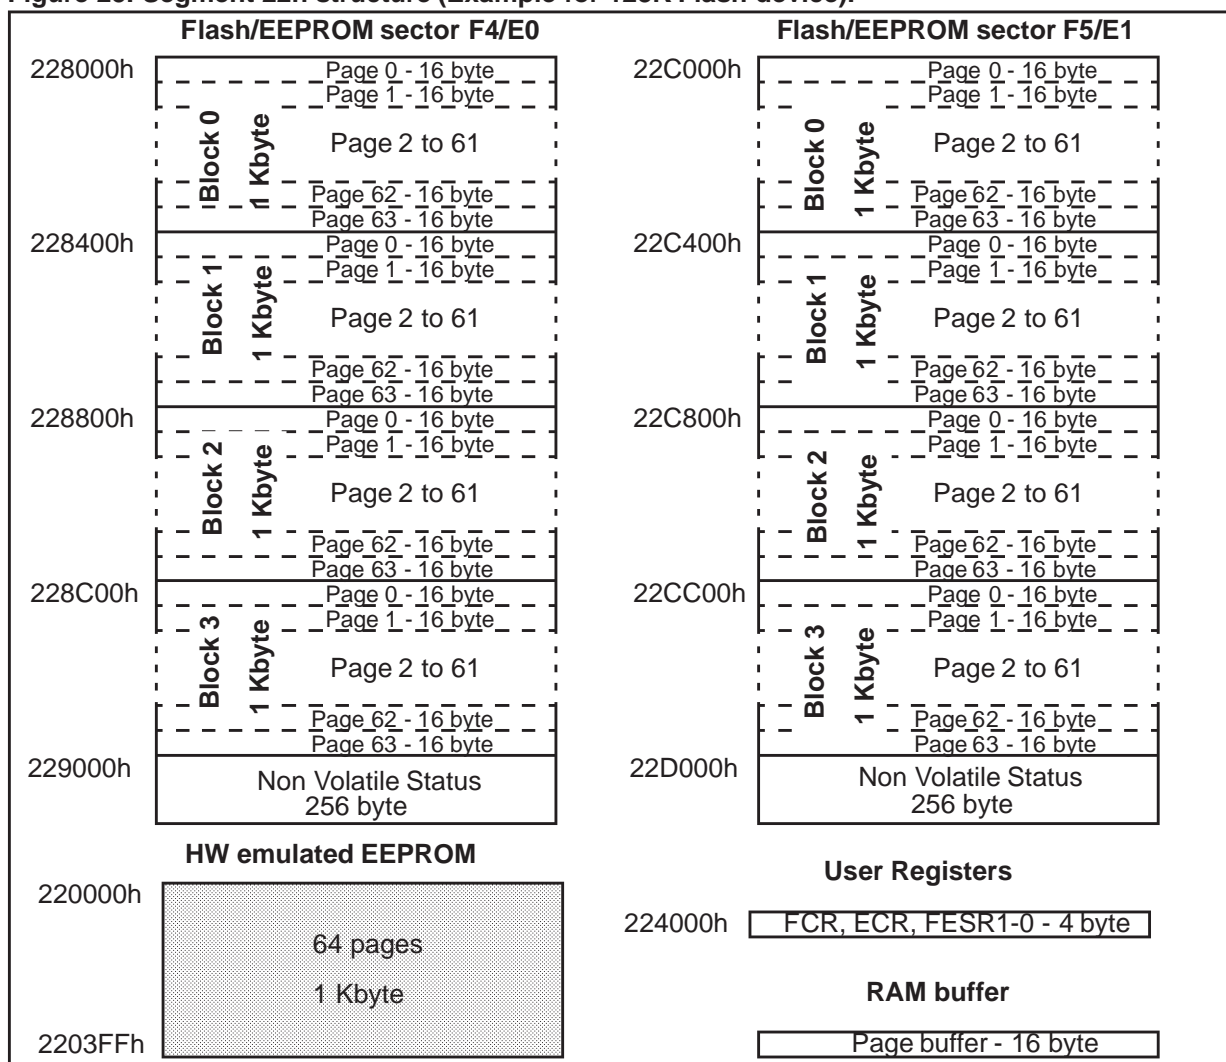 Flash/EEPROM sector F4/E0
228000h
Page 0 - 16 byte
Page 1 - 16 byte
Block 0
1 Kbyte
Page 2 to 61
Page 62 - 16 byte
Page 63 - 16 byte
228400h
Page 0 - 16 byte
Page 1 - 16 byte
Block 1
1 Kbyte
Page 2 to 61
Page 62 - 16 byte
Page 63 - 16 byte
228800h
Page 0 - 16 byte
Page 1 - 16 byte
Block 2
1 Kbyte
Page 2 to 61
Page 62 - 16 byte
Page 63 - 16 byte
228C00h
Page 0 - 16 byte
Page 1 - 16 byte
Block 3
1 Kbyte
Page 2 to 61
Page 62 - 16 byte
Page 63 - 16 byte
229000h
Non Volatile Status
256 byte
Flash/EEPROM sector F5/E1
22C000h
Page 0 - 16 byte
Page 1 - 16 byte
Block 0
1 Kbyte
Page 2 to 61
Page 62 - 16 byte
Page 63 - 16 byte
22C400h
Page 0 - 16 byte
Page 1 - 16 byte
Block 1
1 Kbyte
Page 2 to 61
Page 62 - 16 byte
Page 63 - 16 byte
22C800h
Page 0 - 16 byte
Page 1 - 16 byte
Block 2
1 Kbyte
Page 2 to 61
Page 62 - 16 byte
Page 63 - 16 byte
22CC00h
Page 0 - 16 byte
Page 1 - 16 byte
Block 3
1 Kbyte
Page 2 to 61
Page 62 - 16 byte
Page 63 - 16 byte
22D000h
Non Volatile Status
256 byte
HW emulated EEPROM
220000h
64 pages
1 Kbyte
2203FFh
User Registers
224000h
FCR, ECR, FESR1-0 - 4 byte
RAM buffer
Page buffer - 16 byte